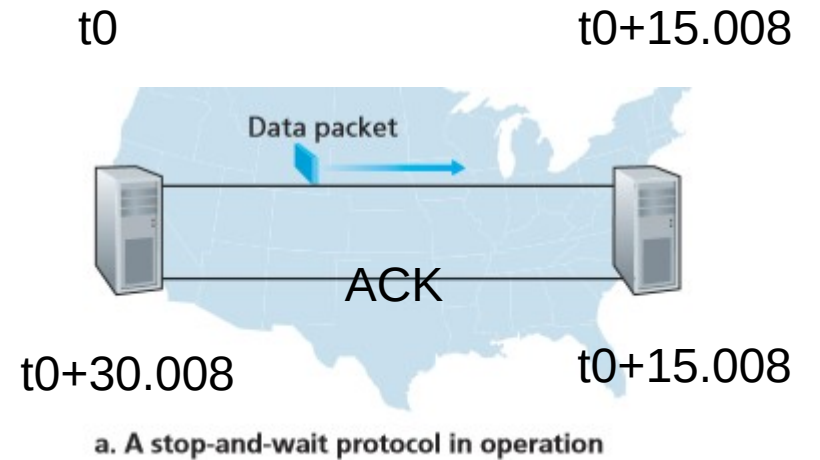 t0
t0+15.008
Data packet
ACK
t0+30.008
t0+15.008
a. A stop-and-wait protocol in operation